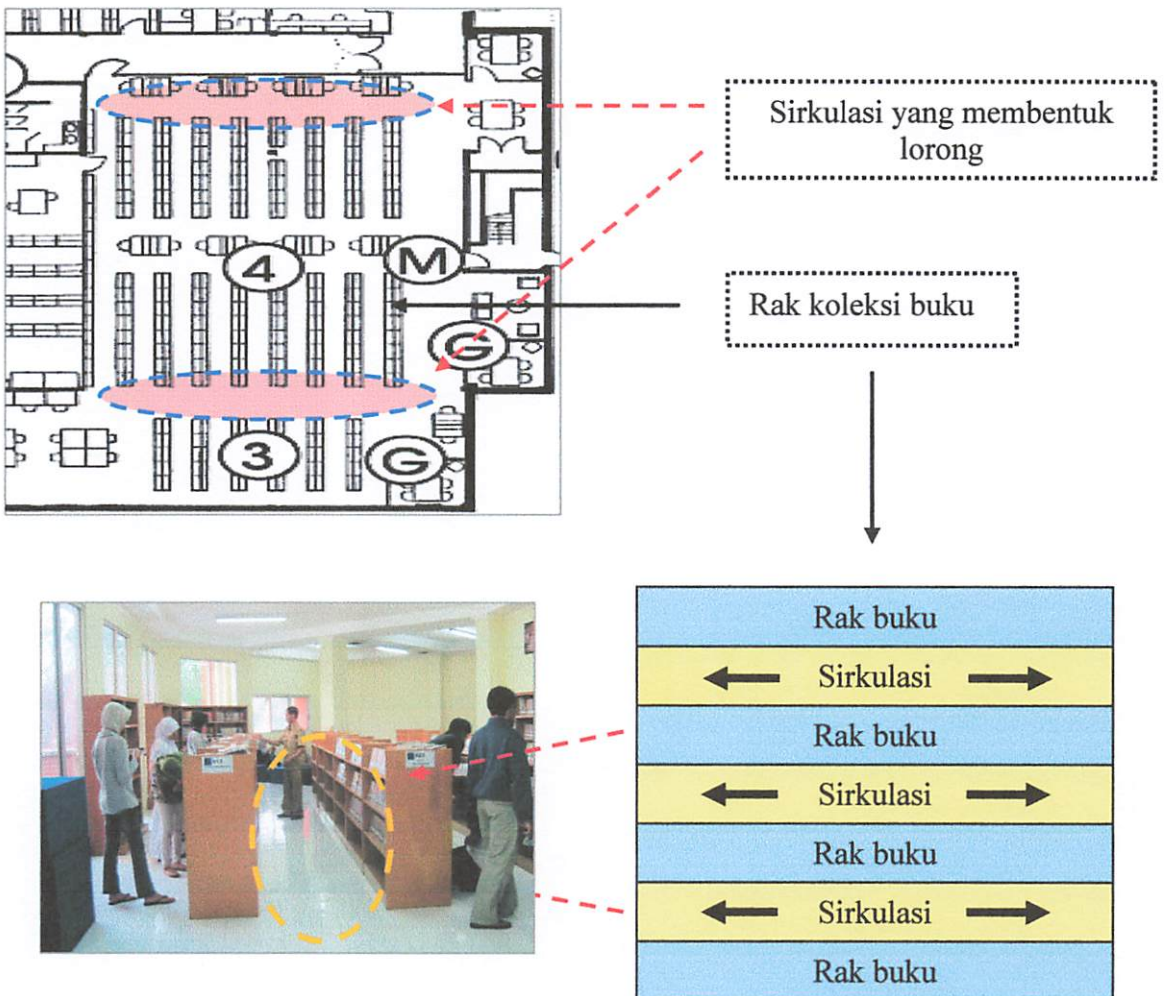 Sirkulasi yang membentuk
lorong
4
M
Rak koleksi buku
G
3
G
Rak buku
Sirkulasi
Rak buku
Sirkulasi
Rak buku
Sirkulasi
Rak buku